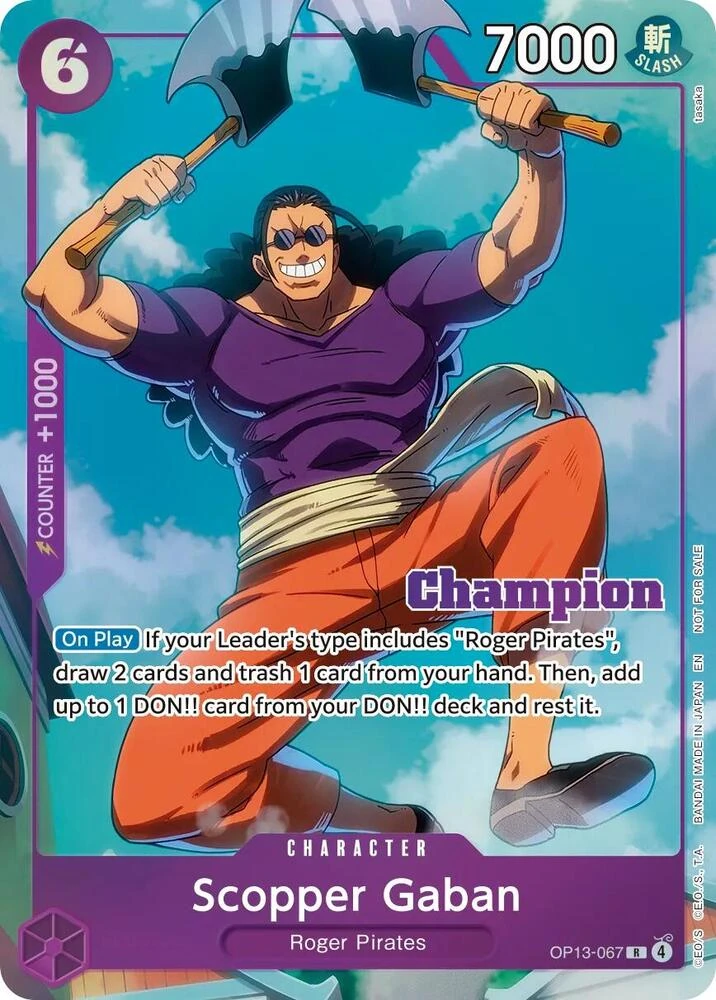 6
7000
斬
SLASH
tasaka
COUNTER +1000
Champion
On Play If your Leader's type includes "Roger Pirates",
draw 2 cards and trash 1 card from your hand. Then, add
up to 1 DON!! card from your DON!! deck and rest it.
CHARACTER
Scopper Gaban
Roger Pirates
OP13-067 R 4
©EO/S ©E.O./S., T.A. BANDAI MADE IN JAPAN EN NOT FOR SALE